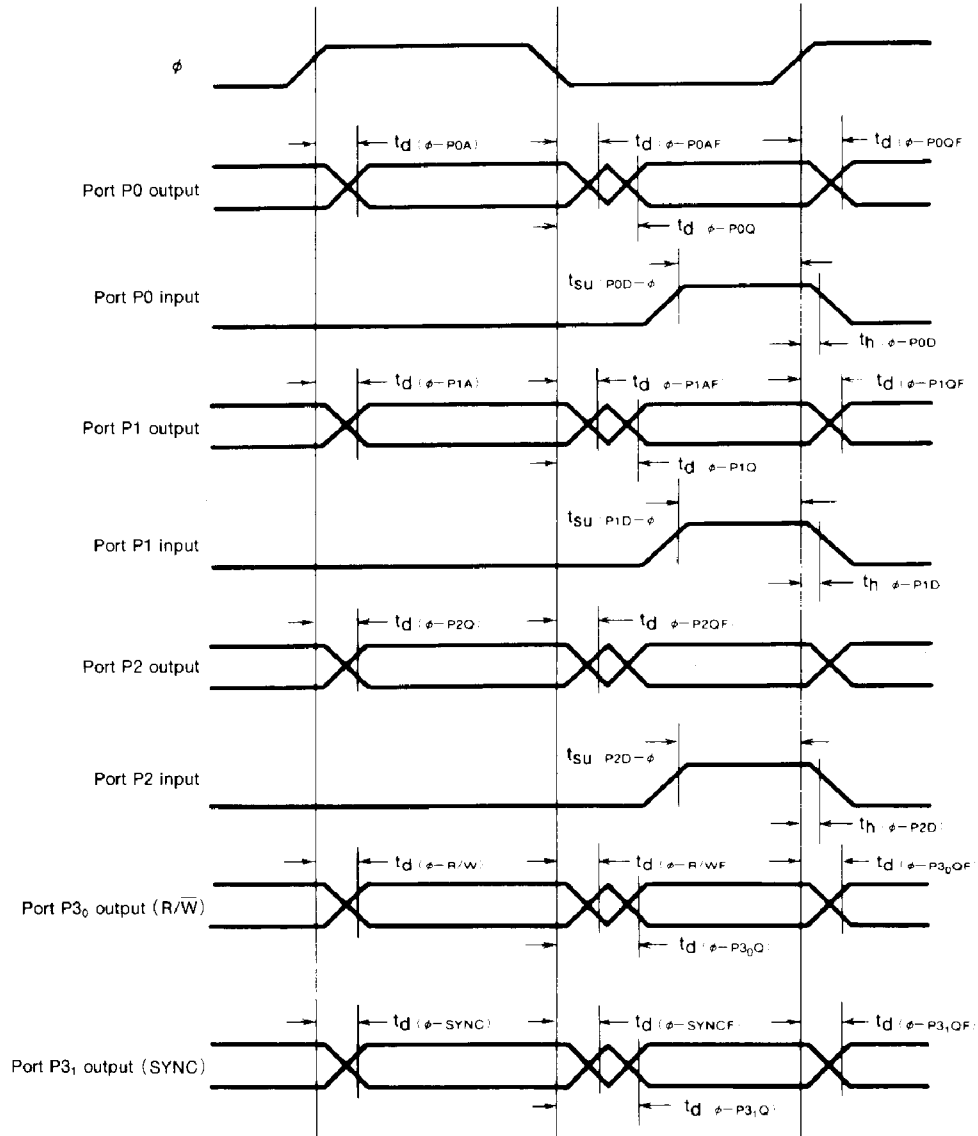 φ
td (φ−P0A) td (φ−P0AF td (φ−P0QF
Port P0 output
td φ−P0Q
Port P0 input
tsu P0D−φ
th φ−P0D
td (φ−P1A) td φ−P1AF) td (φ−P1QF
Port P1 output
td φ−P1Q
tsu P1D−φ
Port P1 input
th φ−P1D
td (φ−P2Q) td φ−P2QF)
Port P2 output
tsu P2D−φ
Port P2 input
th φ−P2D)
td (φ−R/W) td (φ−R/WF td (φ−P3₀QF)
Port P3₀ output (R/W̅)
td φ−P3₀Q)
td (φ−SYNC) td (φ−SYNCF) td (φ−P3₁QF)
Port P3₁ output (SYNC)
td φ−P3₁Q)